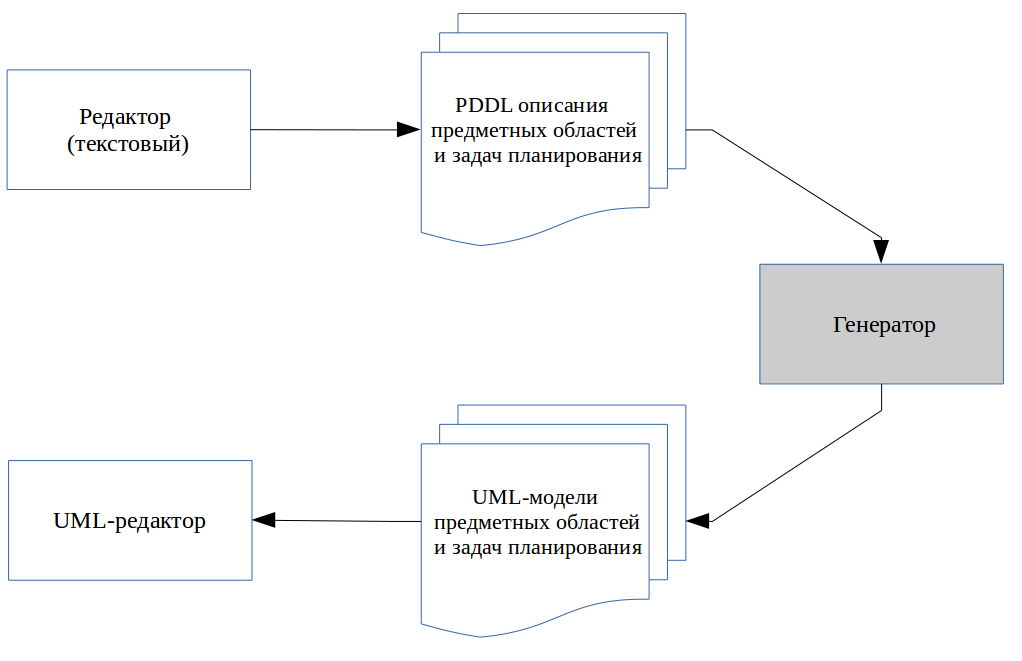 Редактор
(текстовый)
PDDL описания
предметных областей
и задач планирования
Генератор
UML-модели
предметных областей
и задач планирования
UML-редактор